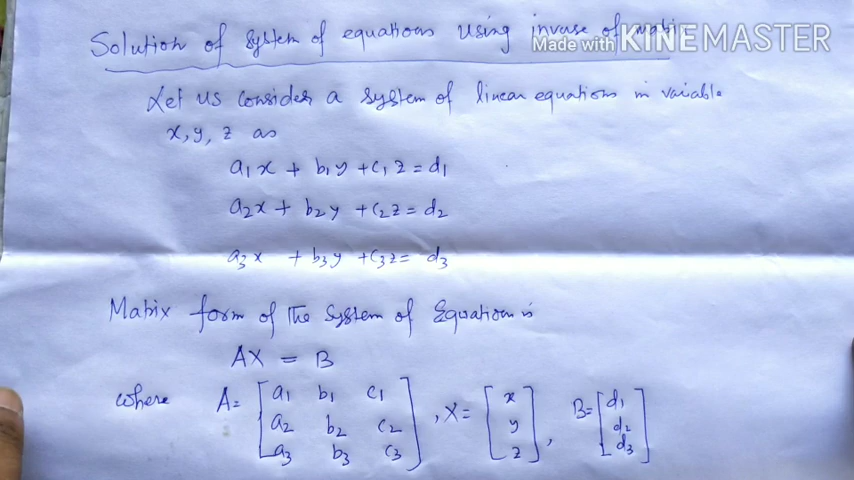 Solution of system of equations using inverse of matrix
Made with KINEMASTER
Let us consider a system of linear equations in variable
x, y, z as
a₁x + b₁y + c₁z = d₁
a₂x + b₂y + c₂z = d₂
a₃x + b₃y + c₃z = d₃
Matrix form of the system of Equation is
AX = B
where A = [a₁ b₁ c₁ , X = [x , B = [d₁
a₂ b₂ c₂ y d₂
a₃ b₃ c₃] z] d₃]